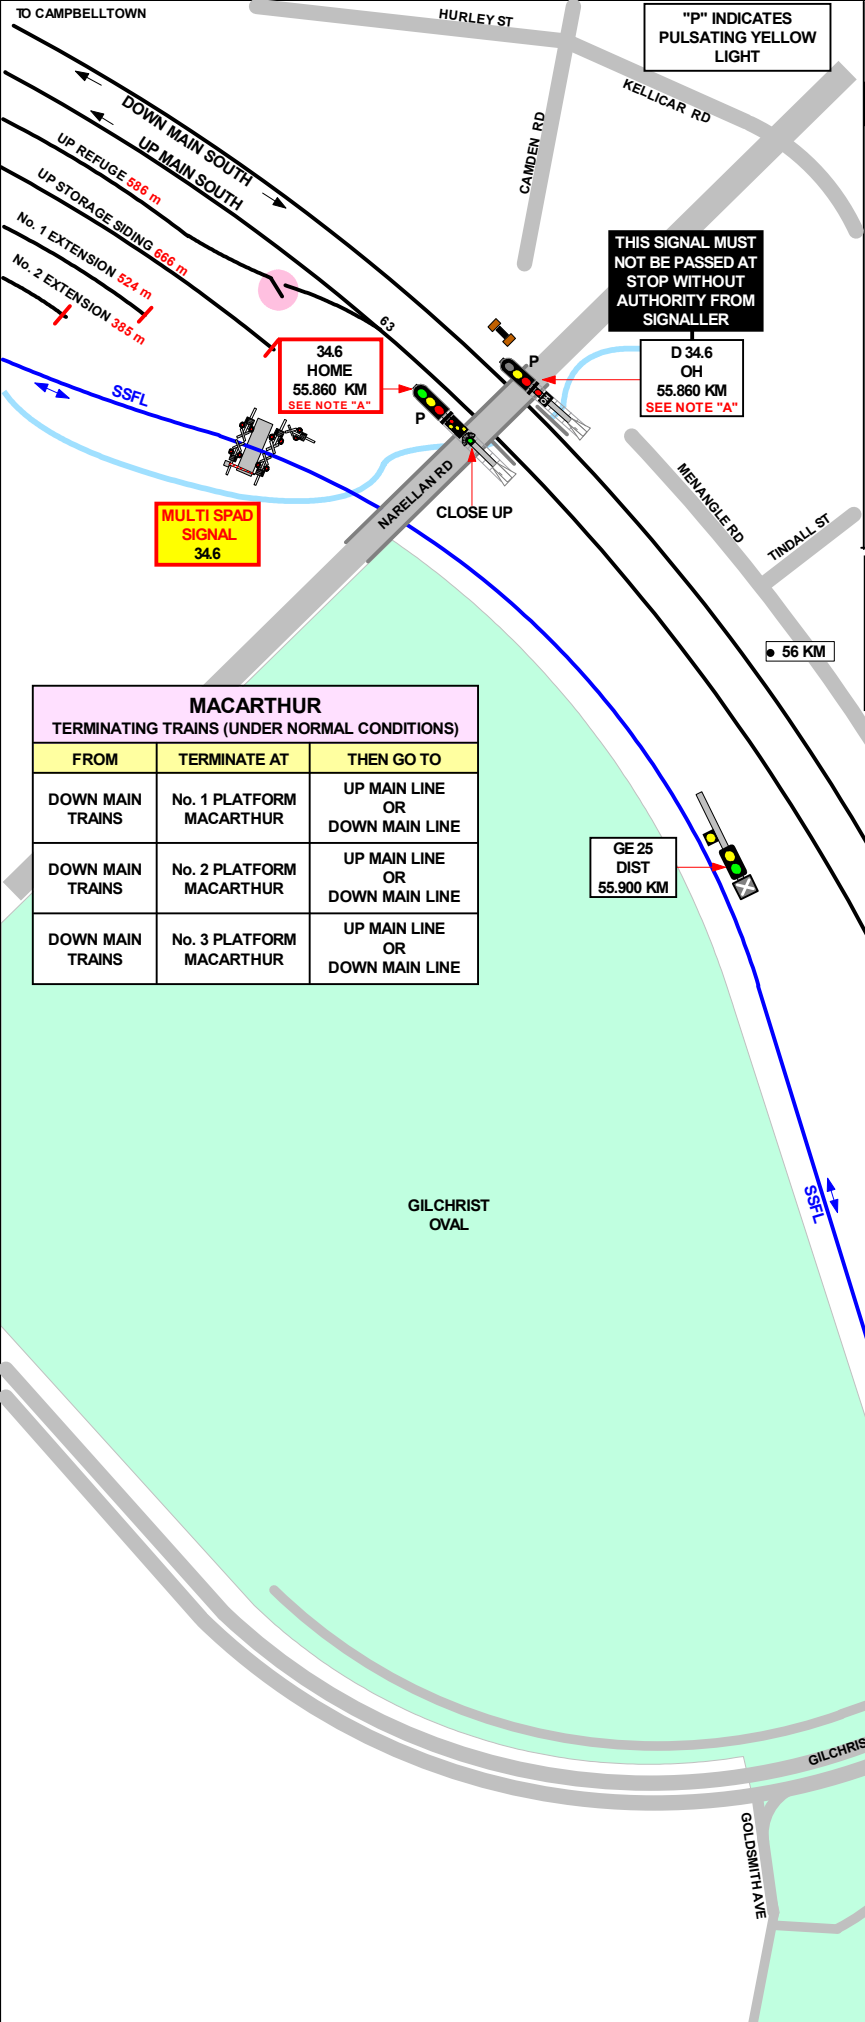 TO CAMPBELLTOWN
HURLEY ST
"P" INDICATES
PULSATING YELLOW
LIGHT
KELLICAR RD
CAMDEN RD
DOWN MAIN SOUTH
UP MAIN SOUTH
UP REFUGE 586 m
UP STORAGE SIDING 666 m
No. 1 EXTENSION 524 m
No. 2 EXTENSION 385 m
63
THIS SIGNAL MUST
NOT BE PASSED AT
STOP WITHOUT
AUTHORITY FROM
SIGNALLER
34.6
HOME
55.860 KM
SEE NOTE "A"
P
P
D 34.6
OH
55.860 KM
SEE NOTE "A"
SSFL
NARELLAN RD
CLOSE UP
MULTI SPAD
SIGNAL
34.6
MENANGLE RD
TINDALL ST
56 KM
MACARTHUR
TERMINATING TRAINS (UNDER NORMAL CONDITIONS)
FROM
TERMINATE AT
THEN GO TO
DOWN MAIN
TRAINS
No. 1 PLATFORM
MACARTHUR
UP MAIN LINE
OR
DOWN MAIN LINE
DOWN MAIN
TRAINS
No. 2 PLATFORM
MACARTHUR
UP MAIN LINE
OR
DOWN MAIN LINE
DOWN MAIN
TRAINS
No. 3 PLATFORM
MACARTHUR
UP MAIN LINE
OR
DOWN MAIN LINE
GE 25
DIST
55.900 KM
GILCHRIST
OVAL
SSFL
GILCHRIS
GOLDSMITH AVE